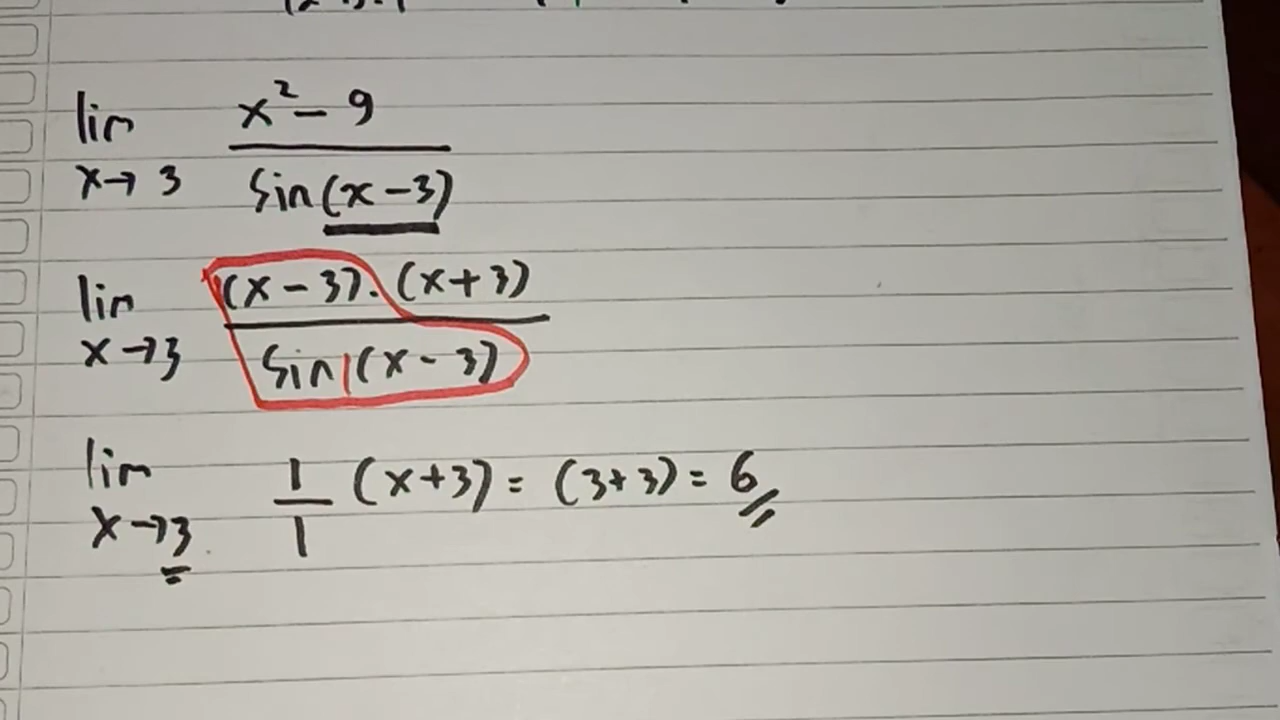 lim x² - 9
x→3 sin(x-3)
lim (x-3).(x+3)
x→3 sin 1(x-3)
lim 1/1 (x+3) = (3+3) = 6
x→3